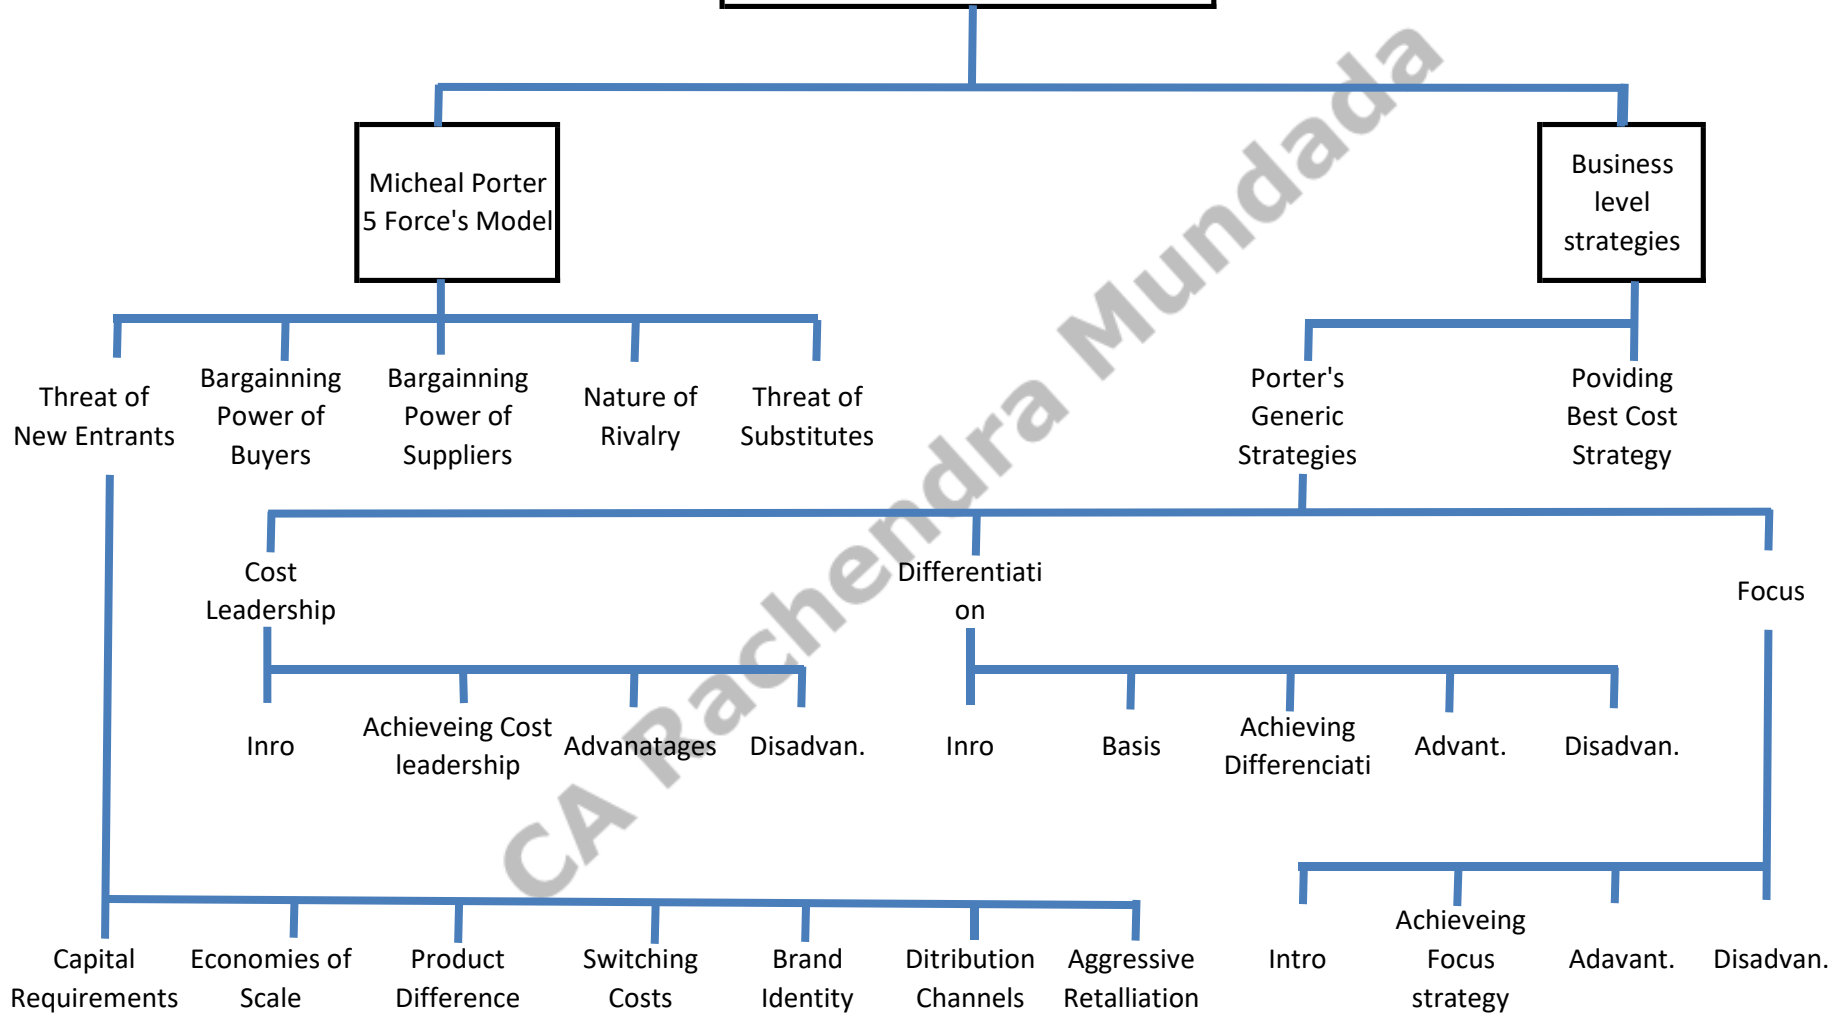 Micheal Porter
5 Force's Model
Business
level
strategies
Threat of
New Entrants
Bargainning
Power of
Buyers
Bargainning
Power of
Suppliers
Nature of
Rivalry
Threat of
Substitutes
Porter's
Generic
Strategies
Poviding
Best Cost
Strategy
Cost
Leadership
Differentiati
on
Focus
Inro
Achieveing Cost
leadership
Advanatages
Disadvan.
Inro
Basis
Achieving
Differenciati
Advant.
Disadvan.
Capital
Requirements
Economies of
Scale
Product
Difference
Switching
Costs
Brand
Identity
Ditribution
Channels
Aggressive
Retalliation
Intro
Achieveing
Focus
strategy
Adavant.
Disadvan.
CA Rachendra Mundada